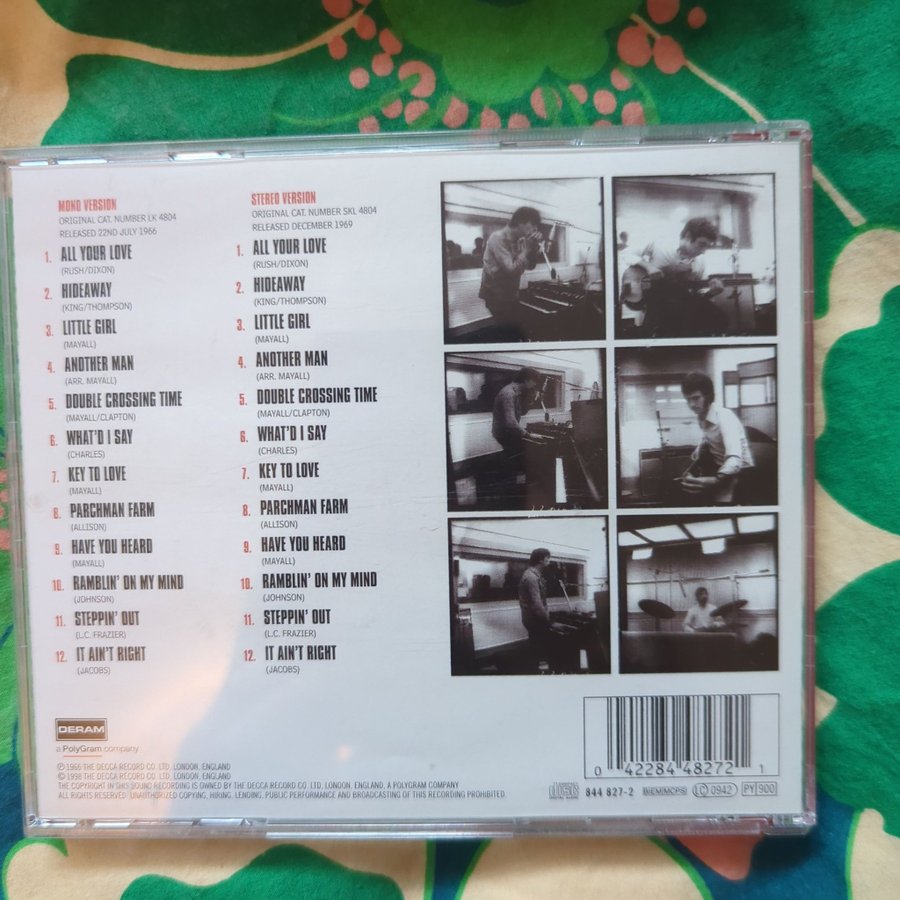 MONO VERSION
ORIGINAL CAT. NUMBER LK 4804
RELEASED 22ND JULY 1966
1. ALL YOUR LOVE
(RUSH/DIXON)
2. HIDEAWAY
(KING/THOMPSON)
3. LITTLE GIRL
(MAYALL)
4. ANOTHER MAN
(ARR. MAYALL)
5. DOUBLE CROSSING TIME
(MAYALL/CLAPTON)
6. WHAT'D I SAY
(CHARLES)
7. KEY TO LOVE
(MAYALL)
8. PARCHMAN FARM
(ALLISON)
9. HAVE YOU HEARD
(MAYALL)
10. RAMBLIN' ON MY MIND
(JOHNSON)
11. STEPPIN' OUT
(L.C. FRAZIER)
12. IT AIN'T RIGHT
(JACOBS)
STEREO VERSION
ORIGINAL CAT. NUMBER SKL 4804
RELEASED DECEMBER 1969
1. ALL YOUR LOVE
(RUSH/DIXON)
2. HIDEAWAY
(KING/THOMPSON)
3. LITTLE GIRL
(MAYALL)
4. ANOTHER MAN
(ARR. MAYALL)
5. DOUBLE CROSSING TIME
(MAYALL/CLAPTON)
6. WHAT'D I SAY
(CHARLES)
7. KEY TO LOVE
(MAYALL)
8. PARCHMAN FARM
(ALLISON)
9. HAVE YOU HEARD
(MAYALL)
10. RAMBLIN' ON MY MIND
(JOHNSON)
11. STEPPIN' OUT
(L.C. FRAZIER)
12. IT AIN'T RIGHT
(JACOBS)
DERAM
a PolyGram company
℗ 1966 THE DECCA RECORD CO. LTD, LONDON, ENGLAND
© 1998 THE DECCA RECORD CO. LTD, LONDON, ENGLAND
THE COPYRIGHT IN THIS SOUND RECORDING IS OWNED BY THE DECCA RECORD CO. LTD, LONDON, ENGLAND, A POLYGRAM COMPANY
ALL RIGHTS RESERVED. UNAUTHORIZED COPYING, HIRING, LENDING, PUBLIC PERFORMANCE AND BROADCASTING OF THIS RECORDING PROHIBITED.
0 42284 48272 1
COMPACT disc DIGITAL AUDIO 844 827-2 BIEM/MCPS LC 0942 PY 900